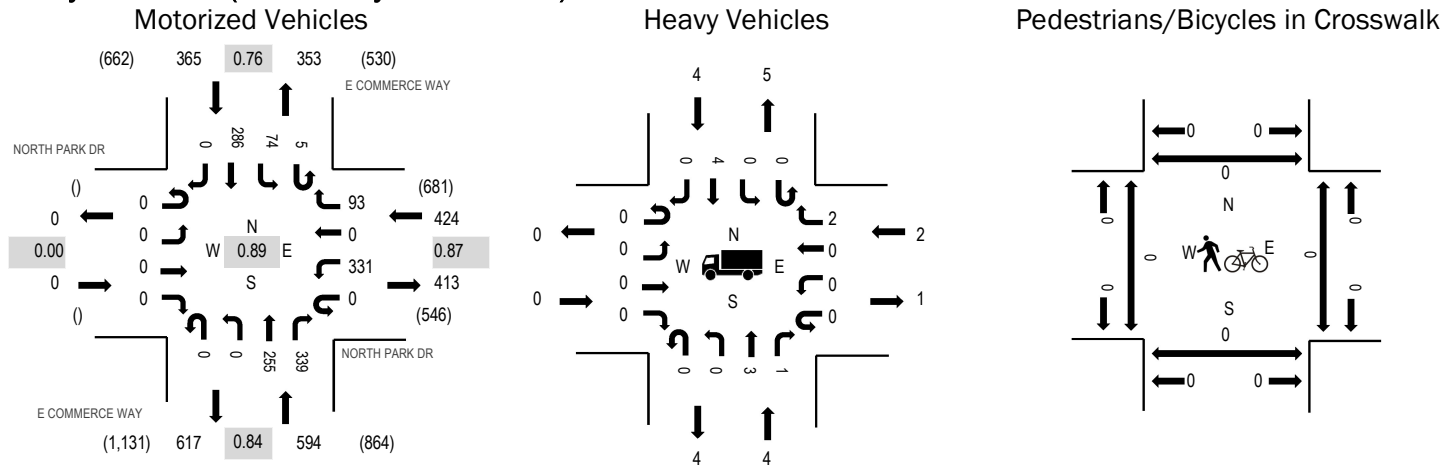 Motorized Vehicles
(662) 365 0.76 353 (530)
E COMMERCE WAY
NORTH PARK DR
0 286 74 5
() 0 93 (681)
0 0 0 424
0.00 N
W 0.89 E 0.87
S
0 0 331 413
() 0 0 (546)
0 0 255 339
NORTH PARK DR
E COMMERCE WAY
(1,131) 617 0.84 594 (864)
Heavy Vehicles
4 5
0 4 0 0
0 2
0 0 0 2
N
W E
S
0 0 0 1
0 0
0 0 3 1
4 4
Pedestrians/Bicycles in Crosswalk
0 0
0
N
0 0
0 W E 0
0 0
S
0
0 0